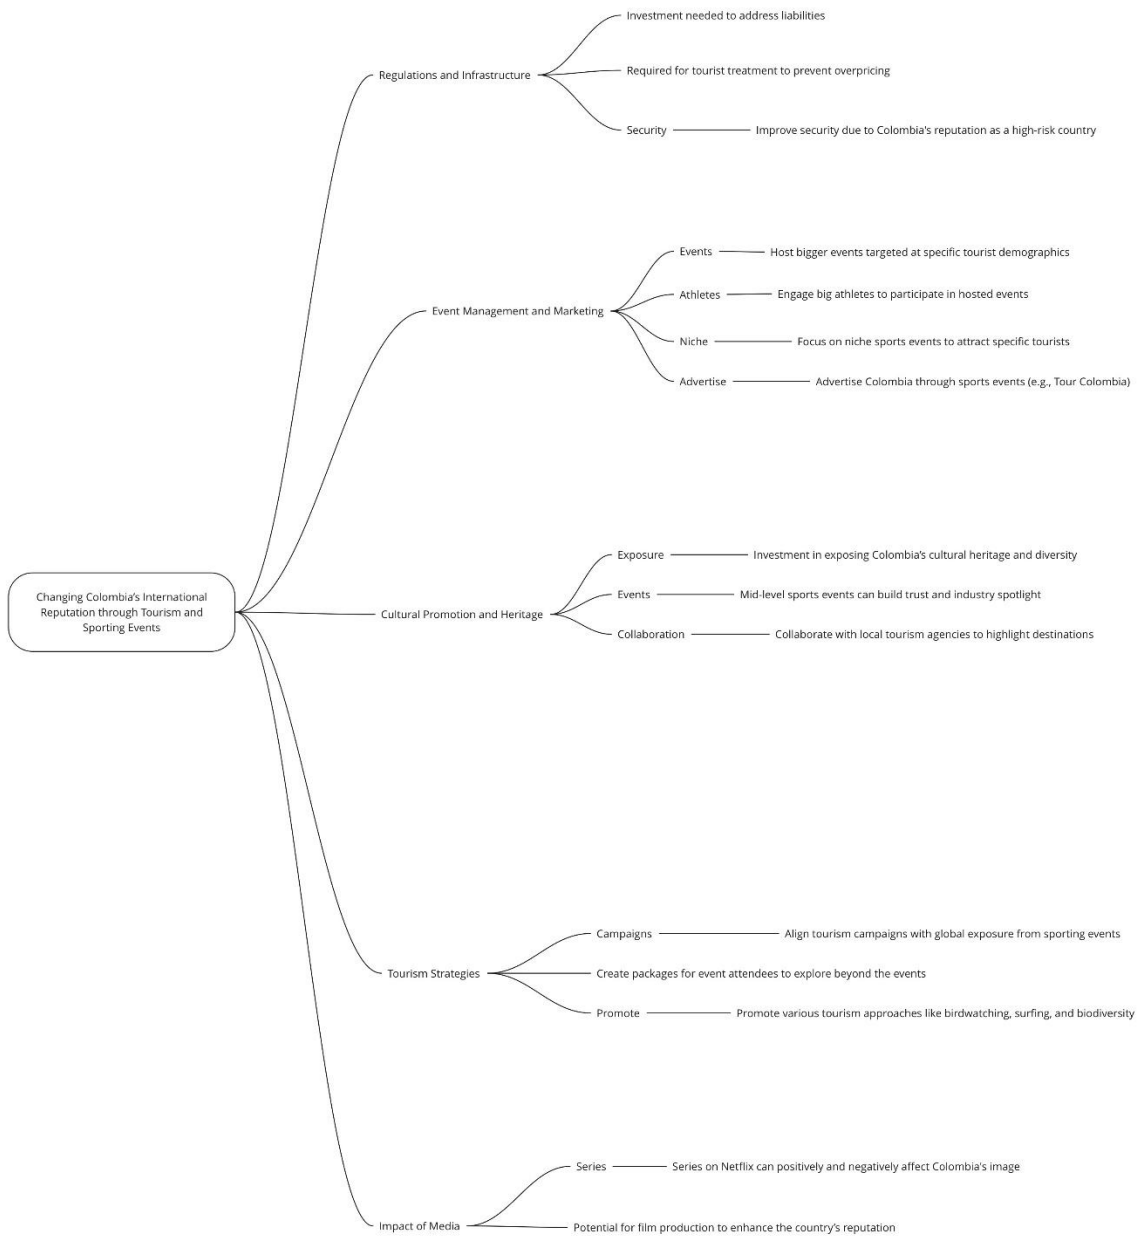 Investment needed to address liabilities
Regulations and Infrastructure
Required for tourist treatment to prevent overpricing
Security
Improve security due to Colombia's reputation as a high-risk country
Event Management and Marketing
Events
Host bigger events targeted at specific tourist demographics
Athletes
Engage big athletes to participate in hosted events
Niche
Focus on niche sports events to attract specific tourists
Advertise
Advertise Colombia through sports events (e.g., Tour Colombia)
Changing Colombia’s International
Reputation through Tourism and
Sporting Events
Cultural Promotion and Heritage
Exposure
Investment in exposing Colombia’s cultural heritage and diversity
Events
Mid-level sports events can build trust and industry spotlight
Collaboration
Collaborate with local tourism agencies to highlight destinations
Tourism Strategies
Campaigns
Align tourism campaigns with global exposure from sporting events
Create packages for event attendees to explore beyond the events
Promote
Promote various tourism approaches like birdwatching, surfing, and biodiversity
Impact of Media
Series
Series on Netflix can positively and negatively affect Colombia's image
Potential for film production to enhance the country’s reputation